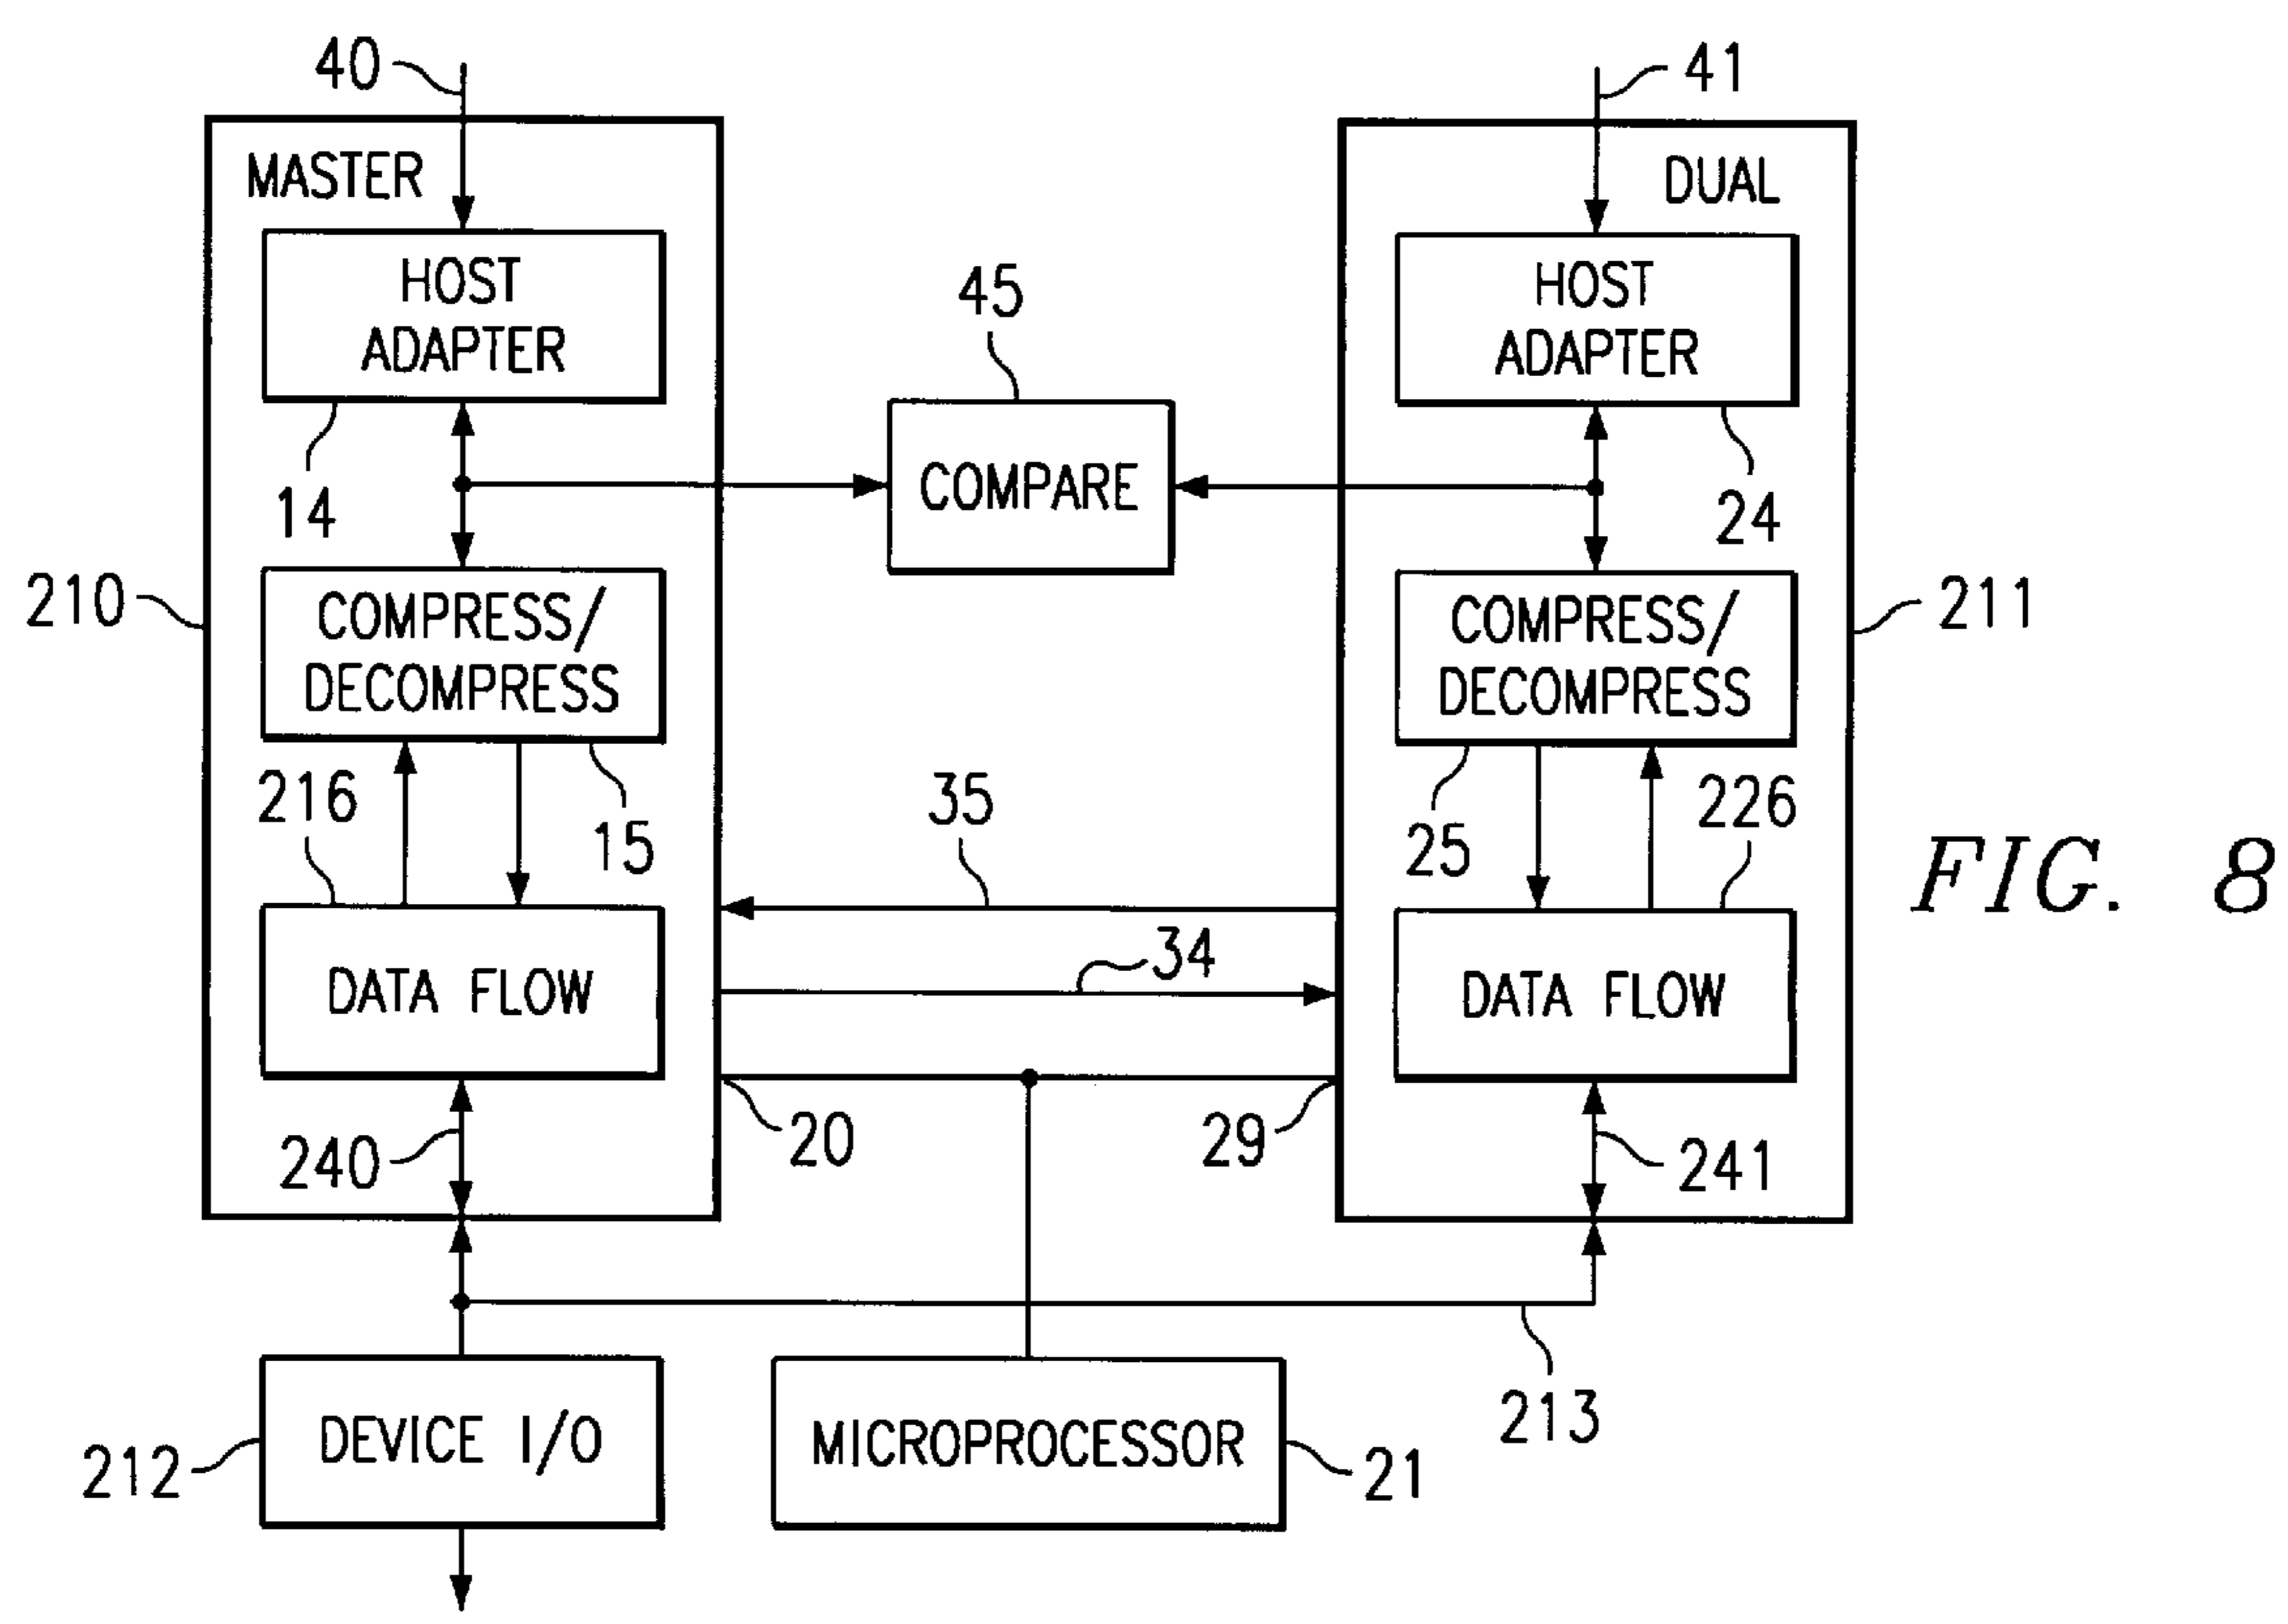 40
41
MASTER
DUAL
HOST
ADAPTER
HOST
ADAPTER
45
COMPARE
14
24
210
211
COMPRESS/
DECOMPRESS
COMPRESS/
DECOMPRESS
216
15
35
25
226
FIG. 8
34
DATA FLOW
DATA FLOW
20
29
240
241
213
DEVICE I/O
MICROPROCESSOR
212
21